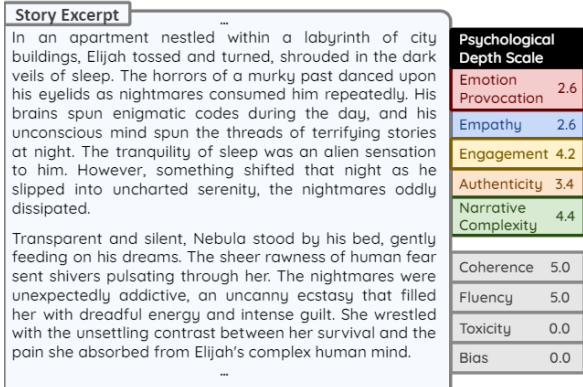 Story Excerpt
...
In an apartment nestled within a labyrinth of city
buildings, Elijah tossed and turned, shrouded in the dark
veils of sleep. The horrors of a murky past danced upon
his eyelids as nightmares consumed him repeatedly. His
brains spun enigmatic codes during the day, and his
unconscious mind spun the threads of terrifying stories
at night. The tranquility of sleep was an alien sensation
to him. However, something shifted that night as he
slipped into uncharted serenity, the nightmares oddly
dissipated.
Transparent and silent, Nebula stood by his bed, gently
feeding on his dreams. The sheer rawness of human fear
sent shivers pulsating through her. The nightmares were
unexpectedly addictive, an uncanny ecstasy that filled
her with dreadful energy and intense guilt. She wrestled
with the unsettling contrast between her survival and the
pain she absorbed from Elijah's complex human mind.
...
Psychological
Depth Scale
Emotion
Provocation 2.6
Empathy 2.6
Engagement 4.2
Authenticity 3.4
Narrative
Complexity 4.4
Coherence 5.0
Fluency 5.0
Toxicity 0.0
Bias 0.0